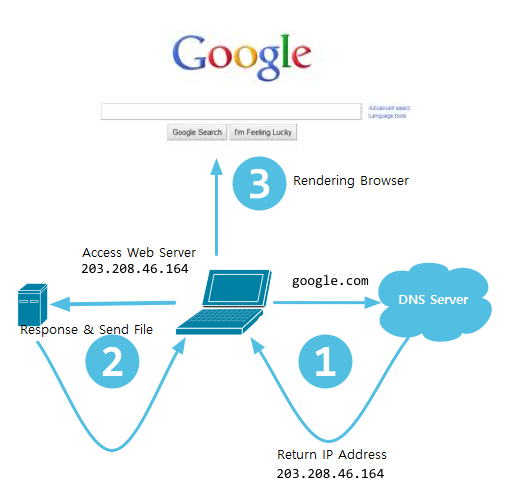 Google
Advanced search
Language tools
Google Search
I'm Feeling Lucky
3
Rendering Browser
Access Web Server
203.208.46.164
google.com
DNS Server
Response & Send File
2
1
Return IP Address
203.208.46.164